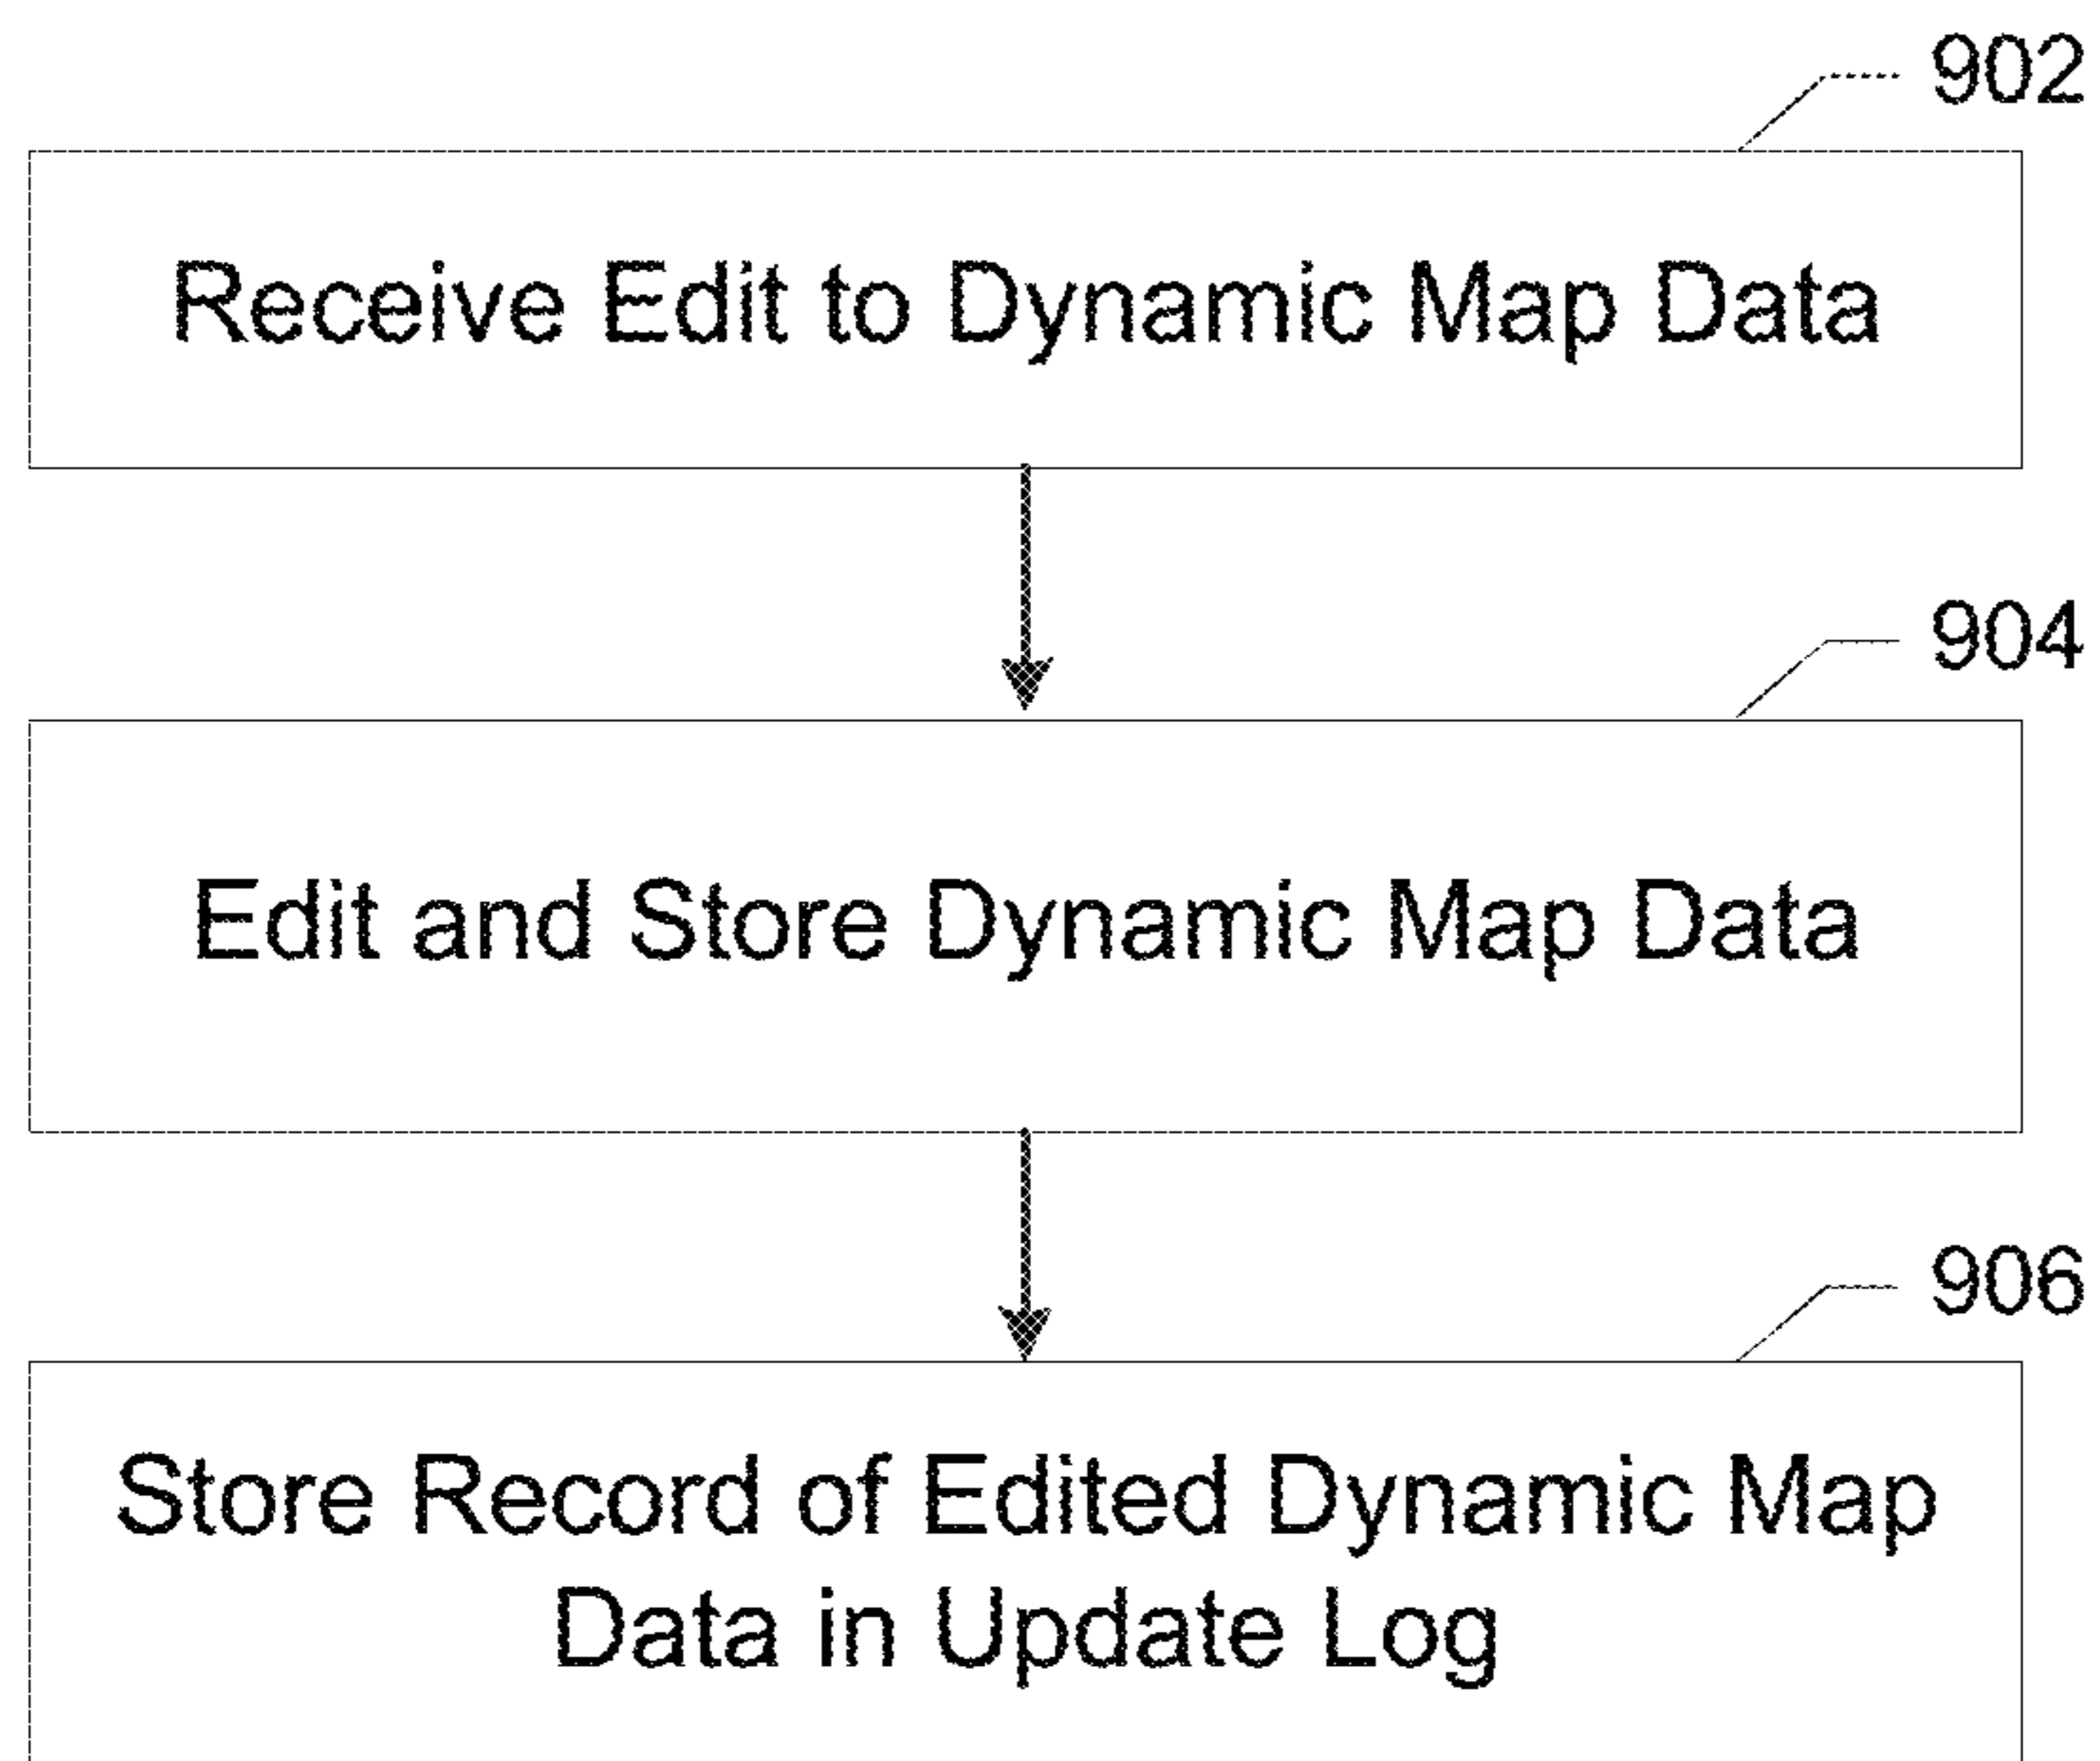 902
Receive Edit to Dynamic Map Data
904
Edit and Store Dynamic Map Data
906
Store Record of Edited Dynamic Map
Data in Update Log